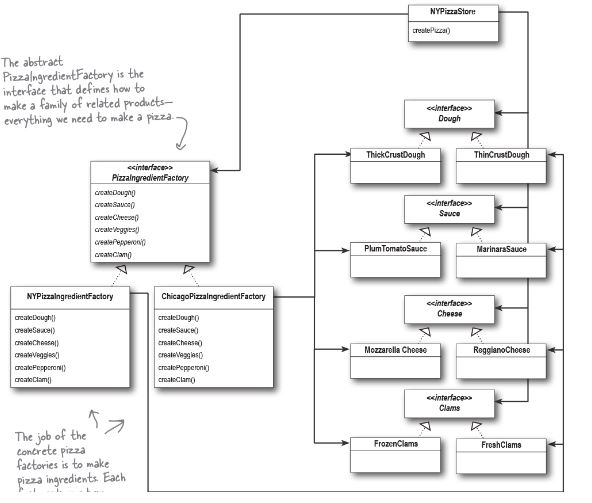 NYPizzaStore
createPizza()
The abstract
PizzaIngredientFactory is the
interface that defines how to
make a family of related products—
everything we need to make a pizza.
<<interface>>
Dough
ThickCrustDough
ThinCrustDough
<<interface>>
PizzaIngredientFactory
createDough()
createSauce()
createCheese()
createVeggies()
createPepperoni()
createClam()
<<interface>>
Sauce
PlumTomatoSauce
MarinaraSauce
NYPizzaIngredientFactory
createDough()
createSauce()
createCheese()
createVeggies()
createPepperoni()
createClam()
ChicagoPizzaIngredientFactory
createDough()
createSauce()
createCheese()
createVeggies()
createPepperoni()
createClam()
<<interface>>
Cheese
Mozzarella Cheese
ReggianoCheese
<<interface>>
Clams
FrozenClams
FreshClams
The job of the
concrete pizza
factories is to make
pizza ingredients. Each